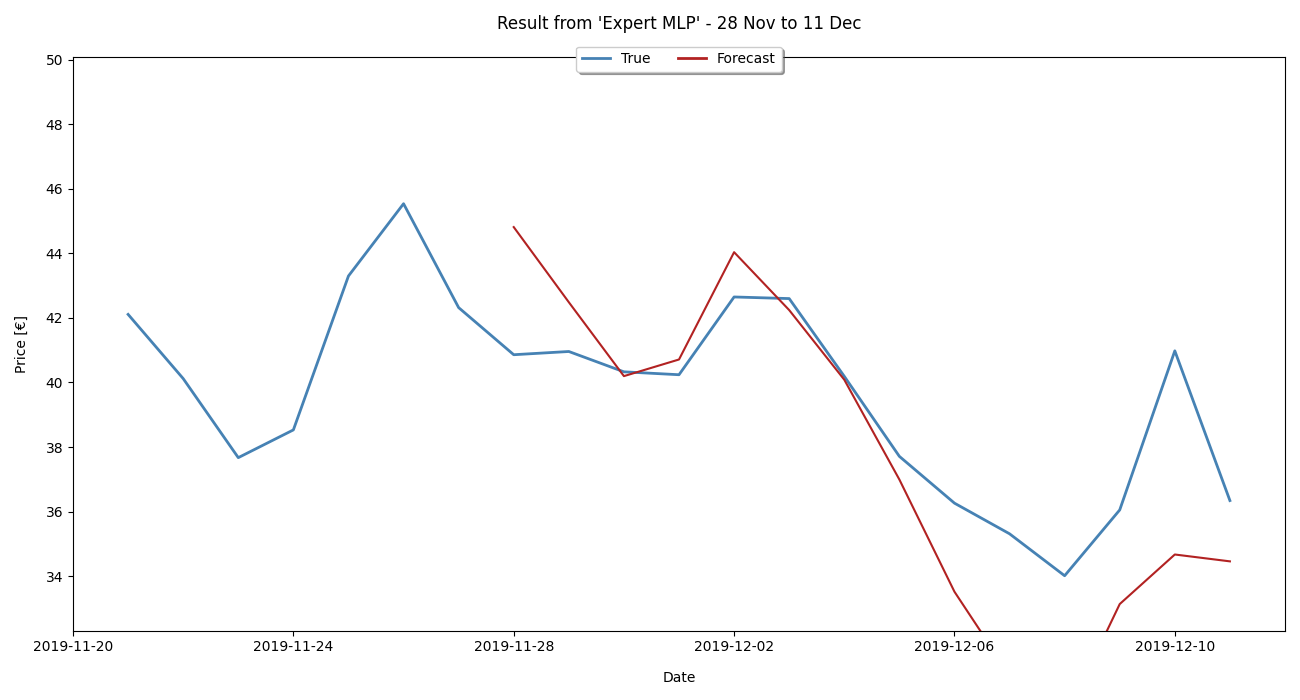 Result from 'Expert MLP' - 28 Nov to 11 Dec
True Forecast
50
48
46
44
42
40
38
36
34
Price [€]
2019-11-20 2019-11-24 2019-11-28 2019-12-02 2019-12-06 2019-12-10
Date